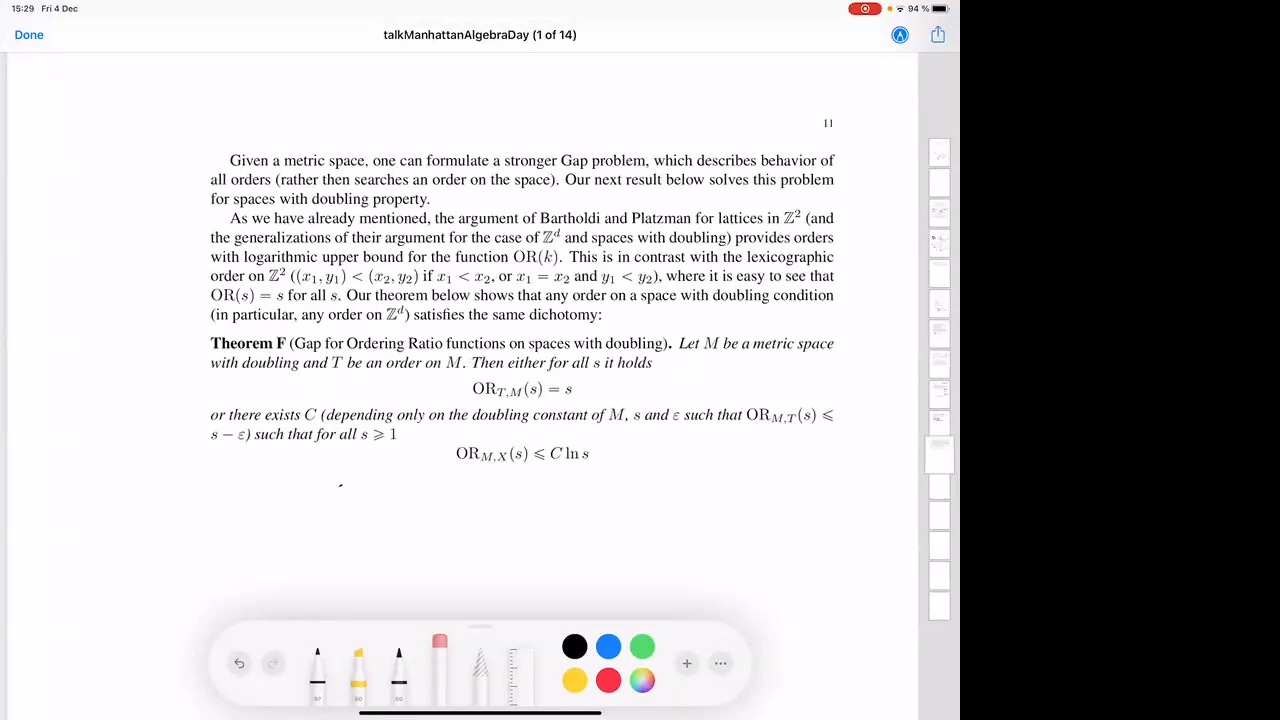 15:29 Fri 4 Dec
94 %
Done
talkManhattanAlgebraDay (1 of 14)
11
Given a metric space, one can formulate a stronger Gap problem, which describes behavior of
all orders (rather then searches an order on the space). Our next result below solves this problem
for spaces with doubling property.
As we have already mentioned, the argument of Bartholdi and Platzman for lattices in ℤ² (and
the generalizations of their argument for the case of ℤᵈ and spaces with doubling) provides orders
with logarithmic upper bound for the function OR(k). This is in contrast with the lexicographic
order on ℤ² ((x₁, y₁) < (x₂, y₂) if x₁ < x₂, or x₁ = x₂ and y₁ < y₂), where it is easy to see that
OR(s) = s for all s. Our theorem below shows that any order on a space with doubling condition
(in particular, any order on ℤᵈ) satisfies the same dichotomy:
Theorem F (Gap for Ordering Ratio functions on spaces with doubling). Let M be a metric space
with doubling and T be an order on M. Then either for all s it holds
OR_{T,M}(s) = s
or there exists C (depending only on the doubling constant of M, s and ε such that OR_{M,T}(s) ⩽
s − ε) such that for all s ⩾ 1
OR_{M,X}(s) ⩽ C ln s
97
80
50